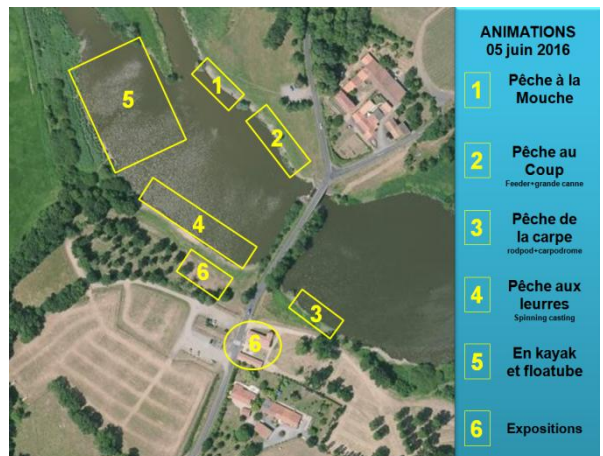 ANIMATIONS
05 juin 2016
1
Pêche à la
Mouche
2
Pêche au
Coup
Feeder+grande canne
3
Pêche de
la carpe
rodpod+carpodrome
4
Pêche aux
leurres
Spinning casting
5
En kayak
et floatube
6
Expositions
5
1
2
4
6
3
6